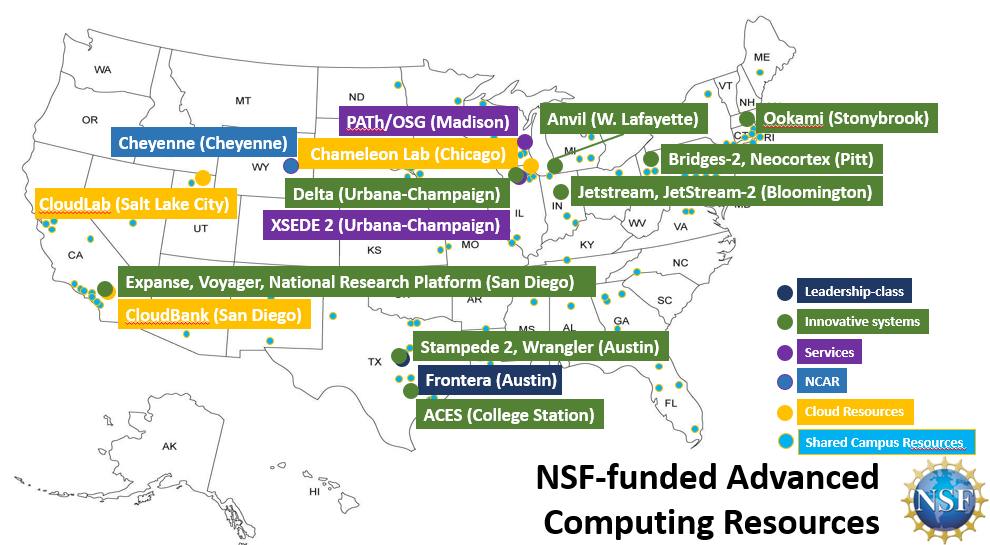 ME
WA
VT
MT
ND
NH
OR
PATh/OSG (Madison)
Anvil (W. Lafayette)
Ookami (Stonybrook)
CT
RI
Cheyenne (Cheyenne)
Chameleon Lab (Chicago)
MI
Bridges-2, Neocortex (Pitt)
WY
Delta (Urbana-Champaign)
Jetstream, JetStream-2 (Bloomington)
CloudLab (Salt Lake City)
IL
IN
MD
UT
XSEDE 2 (Urbana-Champaign)
WV
VA
CA
KS
MO
KY
NC
Expanse, Voyager, National Research Platform (San Diego)
Leadership-class
CloudBank (San Diego)
AR
SC
Innovative systems
MS
AL
GA
Stampede 2, Wrangler (Austin)
Services
TX
Frontera (Austin)
NCAR
FL
ACES (College Station)
Cloud Resources
AK
Shared Campus Resources
HI
NSF-funded Advanced
Computing Resources
NSF